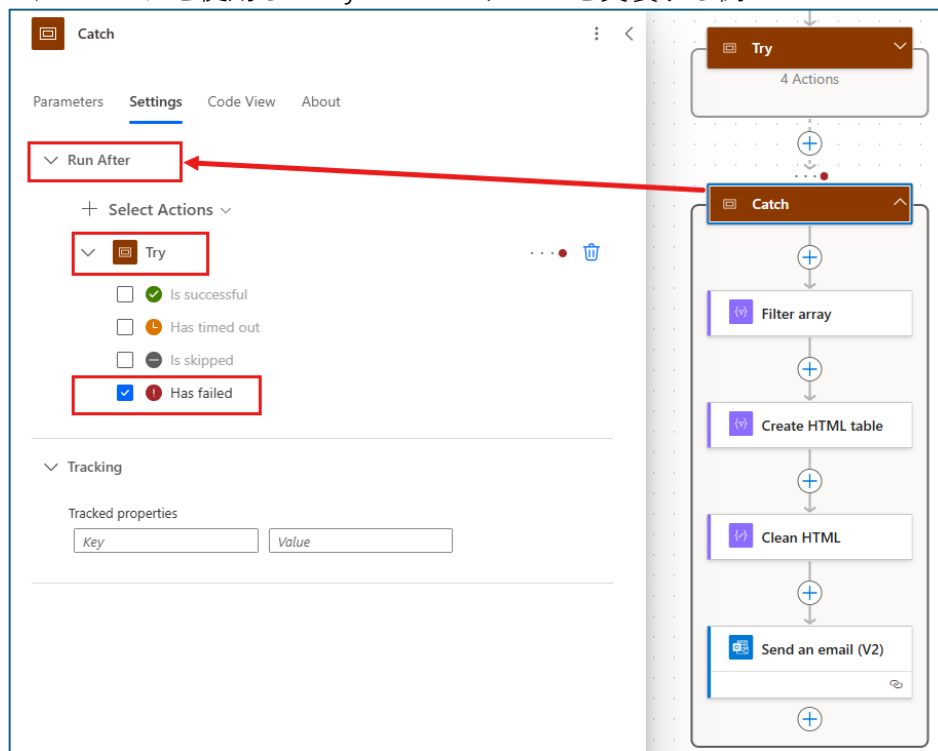 Catch
Parameters Settings Code View About
Run After
Select Actions
Try
Is successful
Has timed out
Is skipped
Has failed
Tracking
Tracked properties
Key Value
Try
4 Actions
Catch
Filter array
Create HTML table
Clean HTML
Send an email (V2)